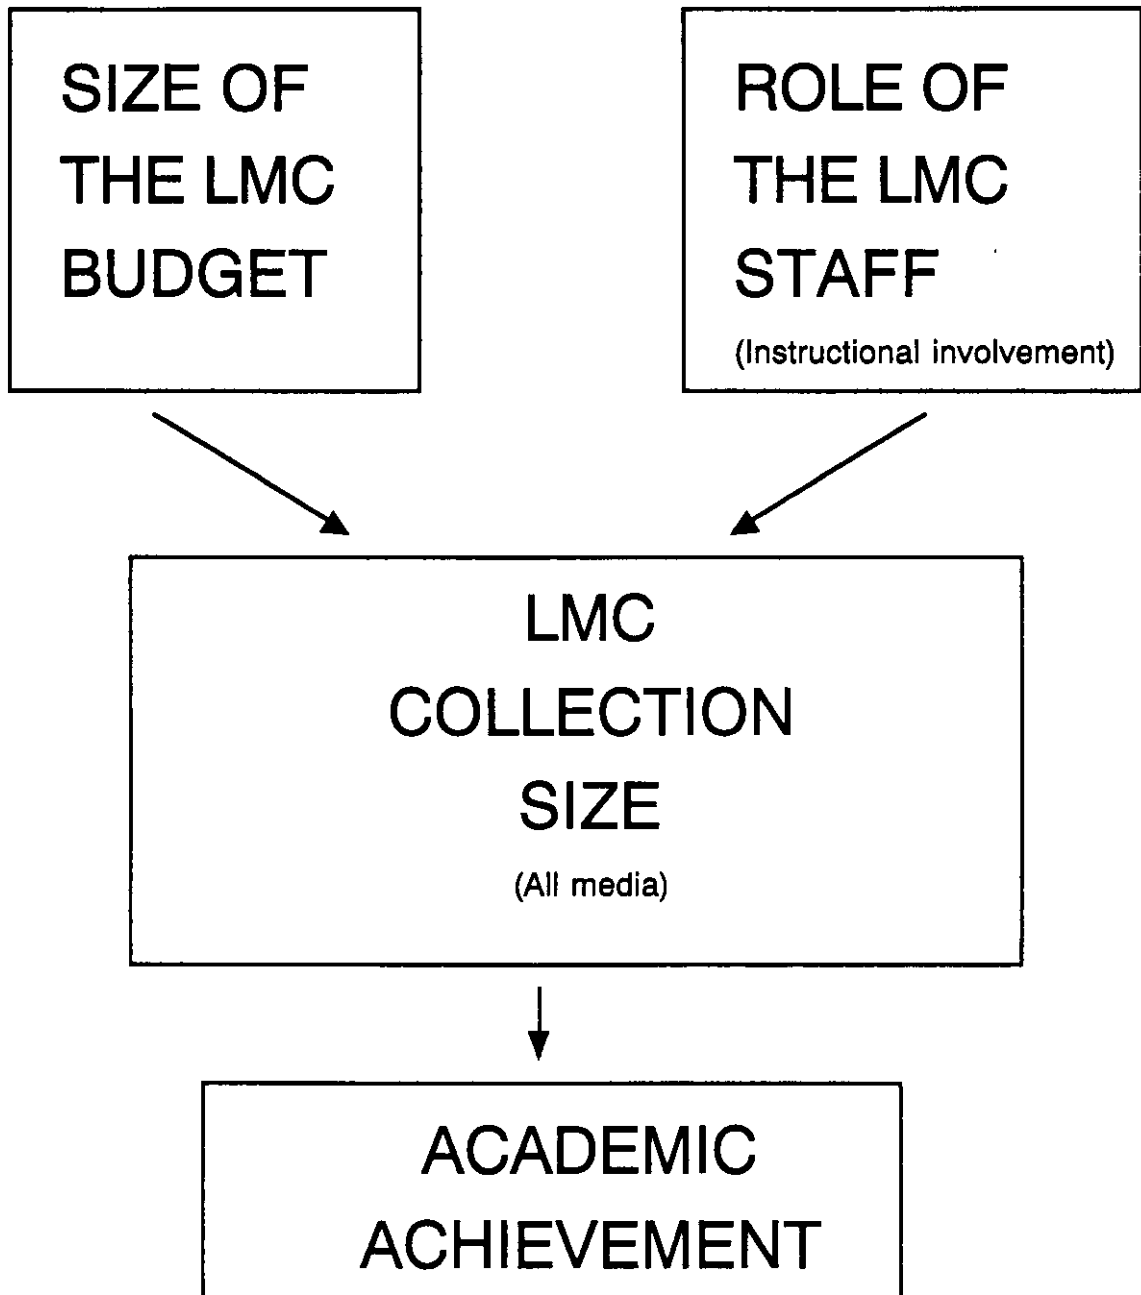 SIZE OF
THE LMC
BUDGET
ROLE OF
THE LMC
STAFF
(Instructional involvement)
LMC
COLLECTION
SIZE
(All media)
ACADEMIC
ACHIEVEMENT